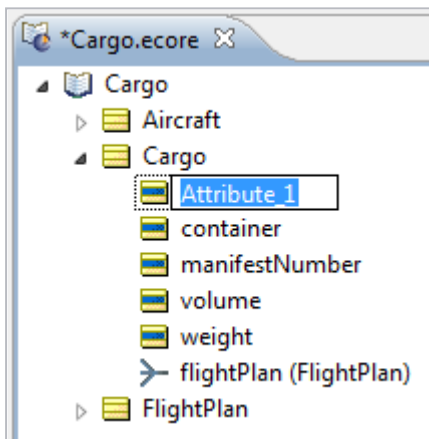 *Cargo.ecore
Cargo
Aircraft
Cargo
Attribute_1
container
manifestNumber
volume
weight
flightPlan (FlightPlan)
FlightPlan